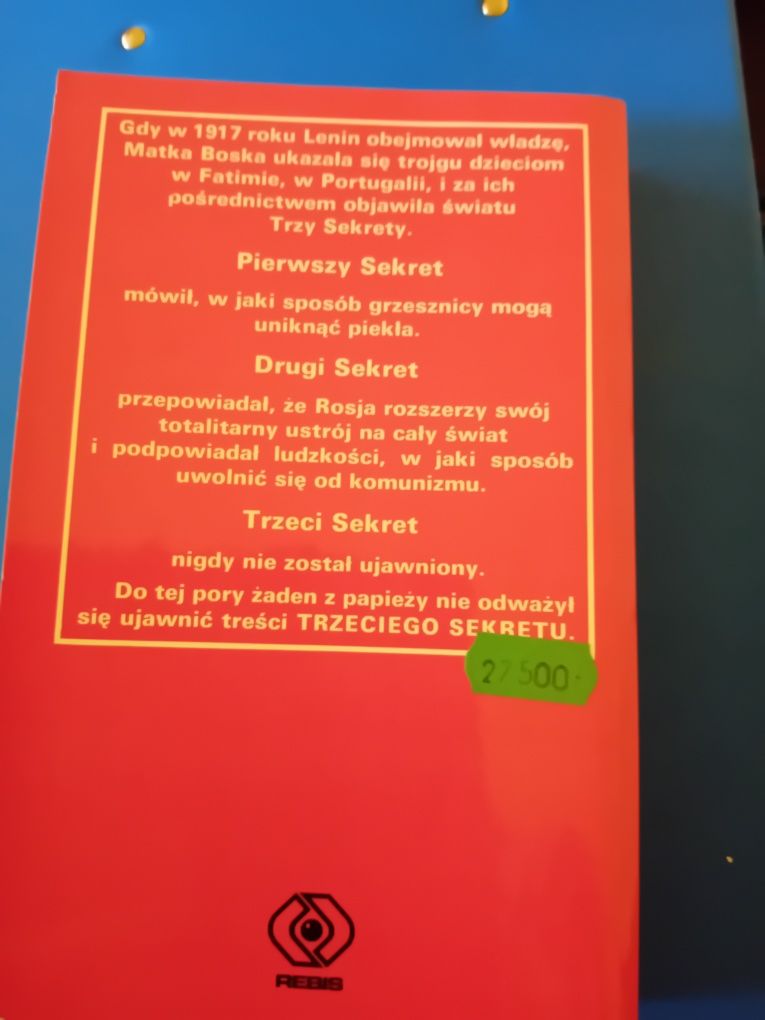 Gdy w 1917 roku Lenin obejmował władzę,
Matka Boska ukazała się trojgu dzieciom
w Fatimie, w Portugalii, i za ich
pośrednictwem objawiła światu
Trzy Sekrety.
Pierwszy Sekret
mówił, w jaki sposób grzesznicy mogą
uniknąć piekła.
Drugi Sekret
przepowiadał, że Rosja rozszerzy swój
totalitarny ustrój na cały świat
i podpowiadał ludzkości, w jaki sposób
uwolnić się od komunizmu.
Trzeci Sekret
nigdy nie został ujawniony.
Do tej pory żaden z papieży nie odważył
się ujawnić treści TRZECIEGO SEKRETU.
27500.-
REBIS